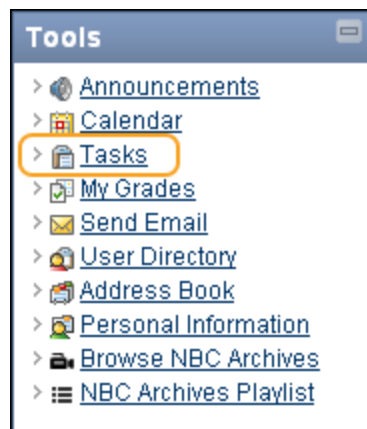 Tools
Announcements
Calendar
Tasks
My Grades
Send Email
User Directory
Address Book
Personal Information
Browse NBC Archives
NBC Archives Playlist